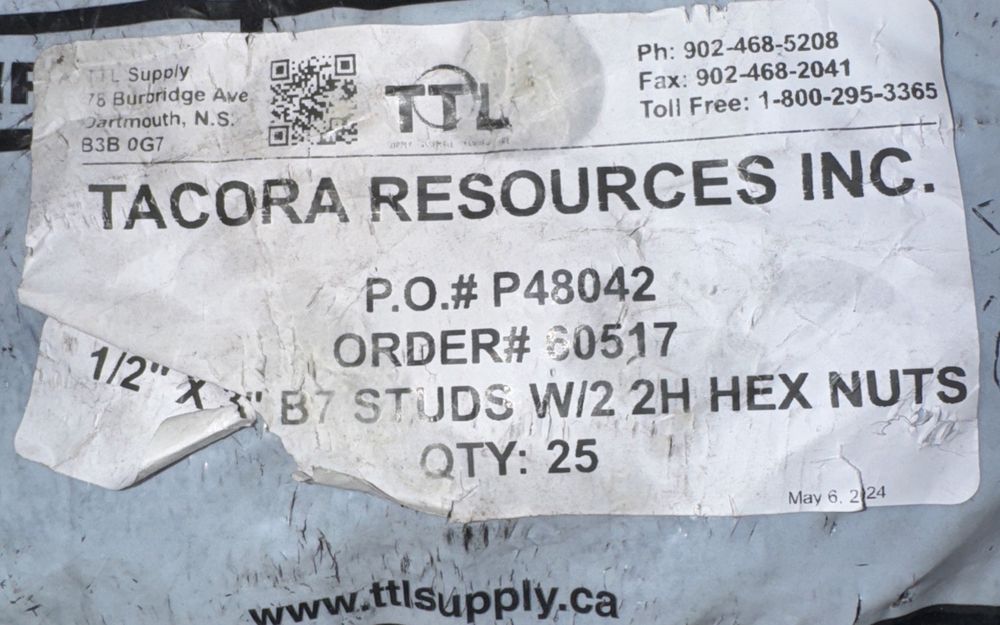 TTL Supply
78 Burbridge Ave
Dartmouth, N.S.
B3B 0G7
TTL
Ph: 902-468-5208
Fax: 902-468-2041
Toll Free: 1-800-295-3365
TACORA RESOURCES INC.
P.O.# P48042
ORDER# 60517
1/2" X B7 STUDS W/2 2H HEX NUTS
QTY: 25
May 6, 2024
www.ttlsupply.ca